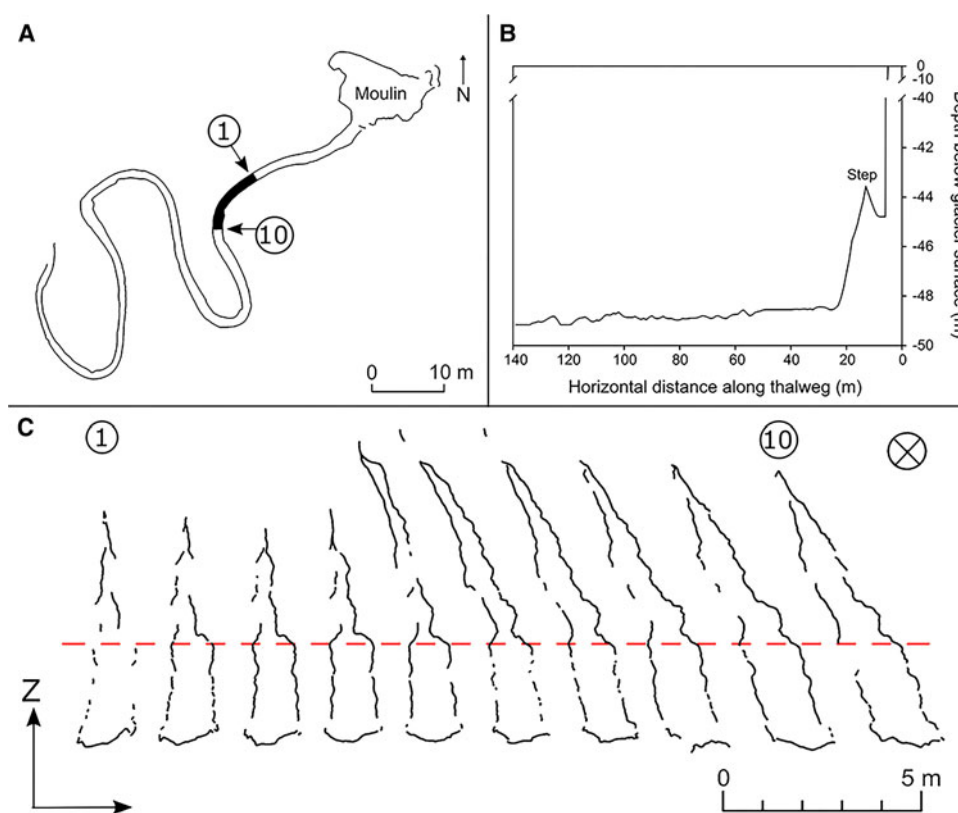 A
Moulin
N
1
10
0 10 m
B
0
-10
-40
-42
Step
-44
-46
-48
-50
140 120 100 80 60 40 20 0
Horizontal distance along thalweg (m)
Depth below glacier surface (m)
C
1
10
Z
0 5 m